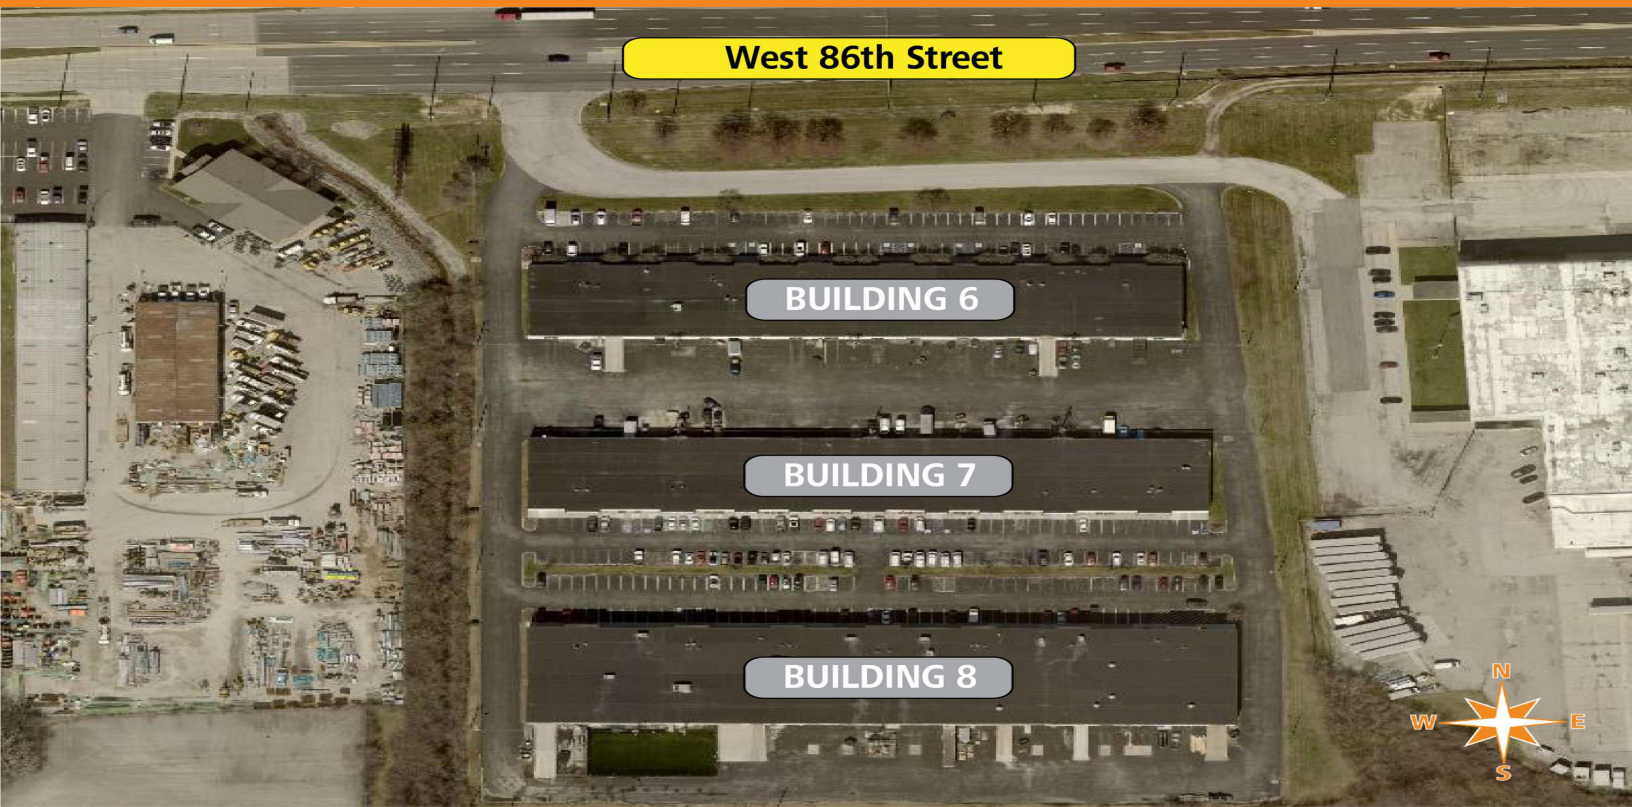 West 86th Street
BUILDING 6
BUILDING 7
BUILDING 8
N
W E
S